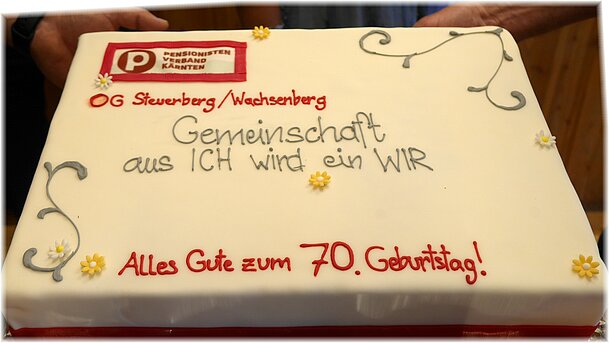 P
PENSIONISTEN
VERBAND
KÄRNTEN
OG Steuerberg/Wachsenberg
Gemeinschaft
aus ICH wird ein WIR
Alles Gute zum 70. Geburtstag!